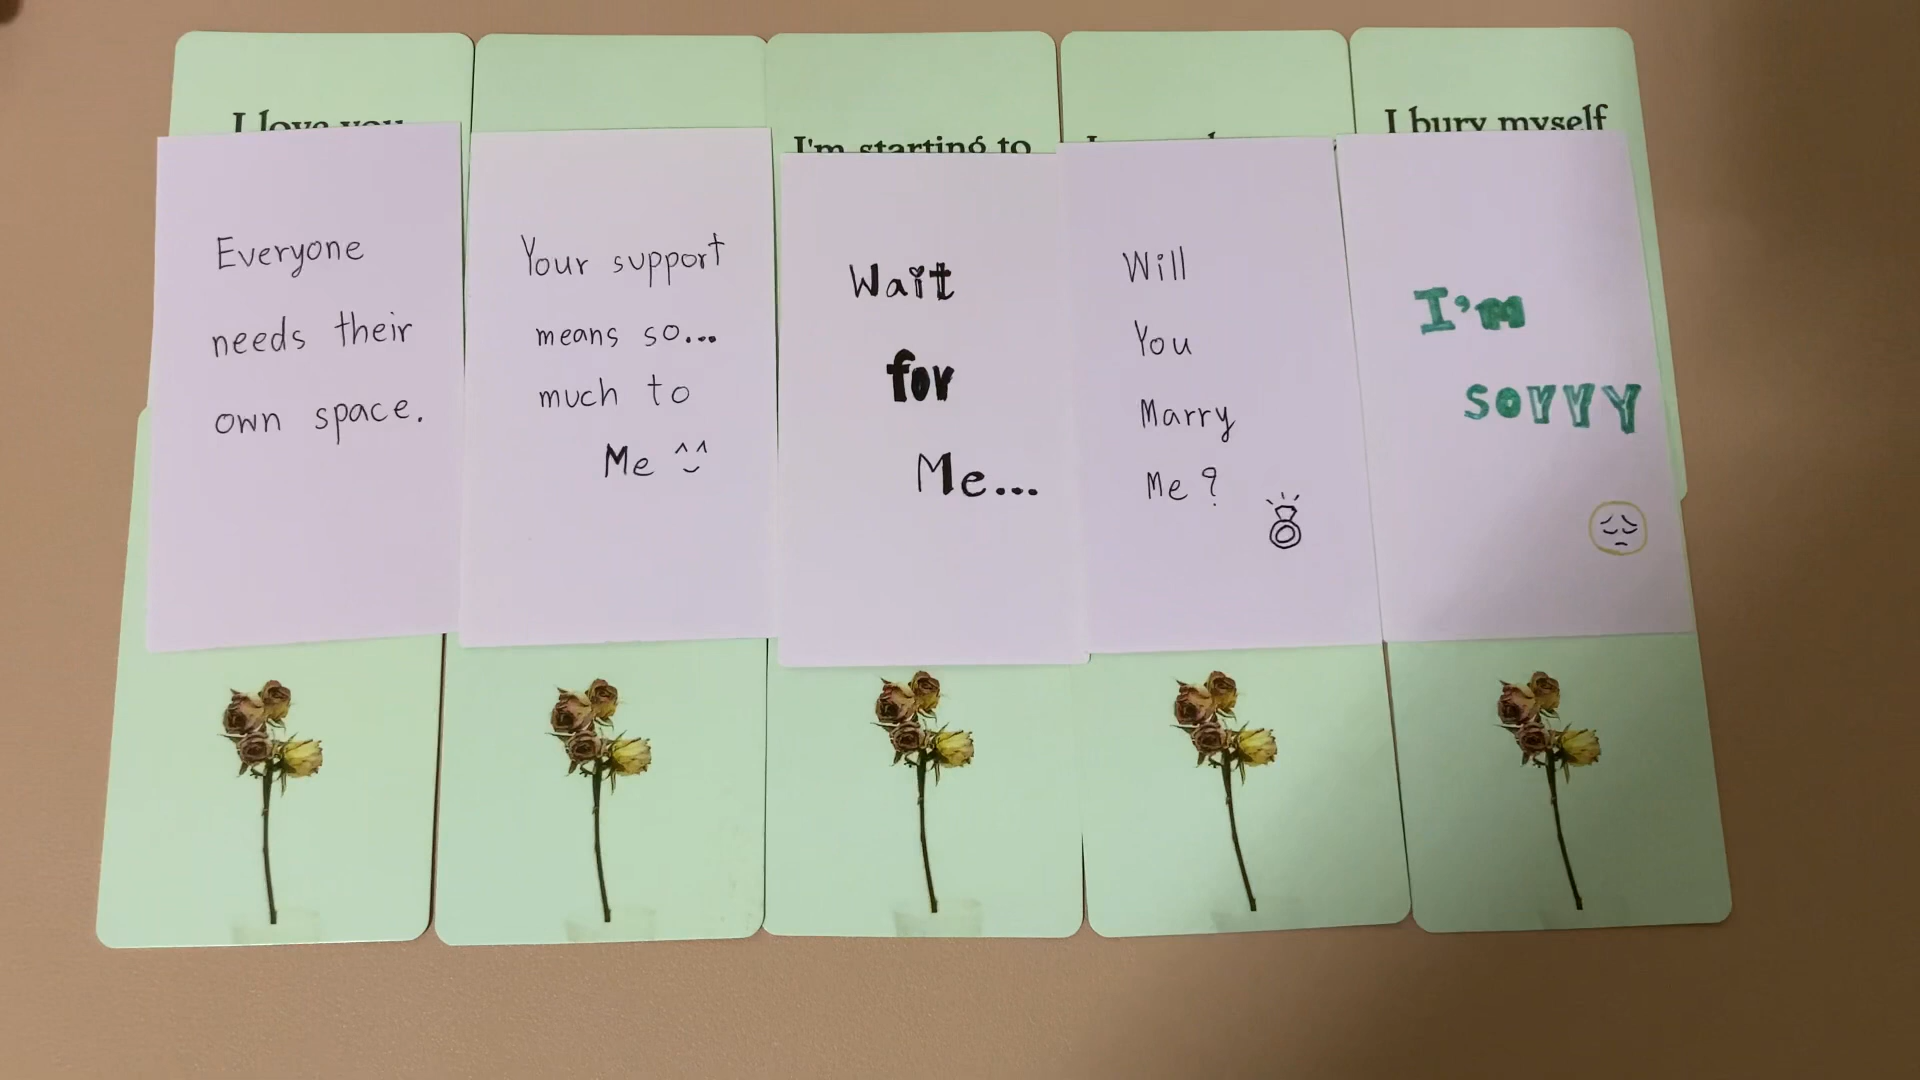 I love you
I'm starting to
I bury myself
Everyone
needs their
own space.
Your support
means so...
much to
Me ^^
Wait
for
Me...
Will
You
Marry
Me ?
I'm
sorry